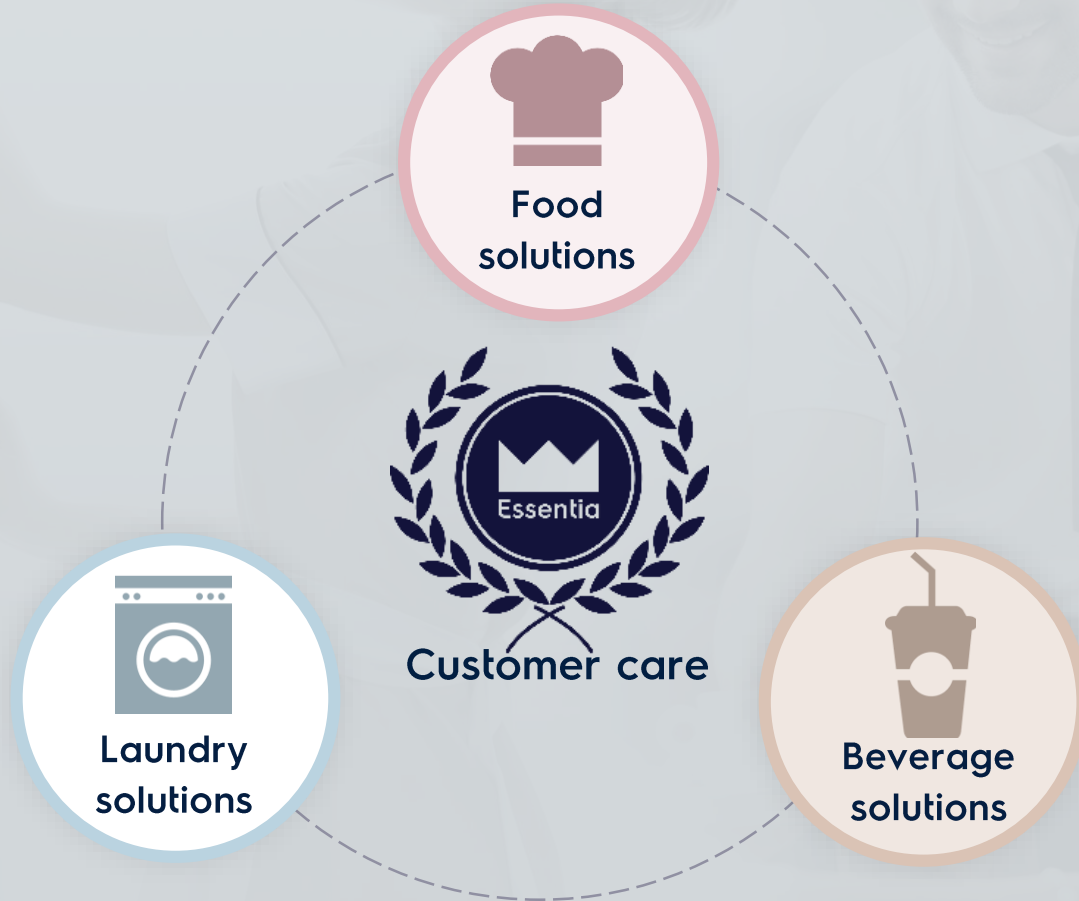 Food
solutions
Essentia
Customer care
Laundry
solutions
Beverage
solutions